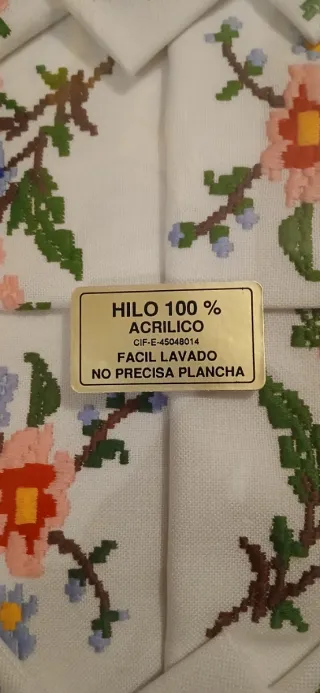 HILO 100 %
ACRILICO
CIF-E-45048014
FACIL LAVADO
NO PRECISA PLANCHA